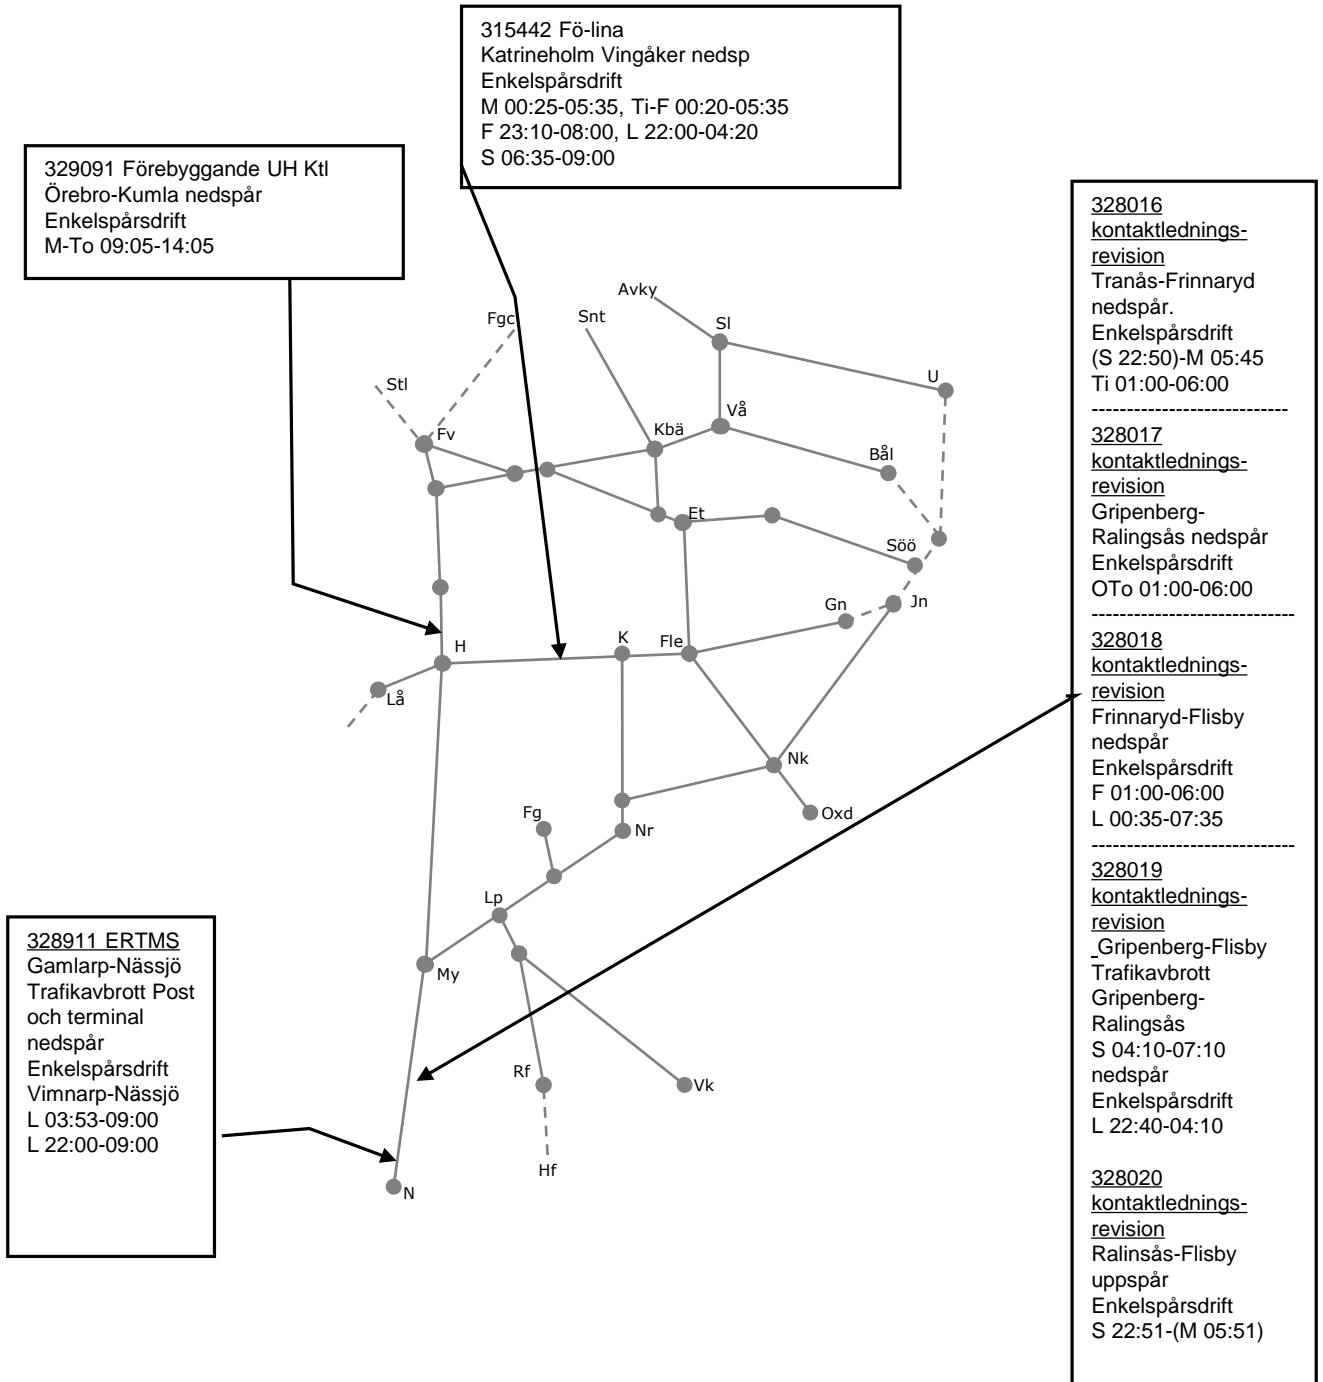 315442 Fö-lina
Katrineholm Vingåker nedsp
Enkelspårsdrift
M 00:25-05:35, Ti-F 00:20-05:35
F 23:10-08:00, L 22:00-04:20
S 06:35-09:00
329091 Förebyggande UH Ktl
Örebro-Kumla nedspår
Enkelspårsdrift
M-To 09:05-14:05
328016
kontaktlednings-
revision
Tranås-Frinnaryd
nedspår.
Enkelspårsdrift
(S 22:50)-M 05:45
Ti 01:00-06:00
----------------------------
328017
kontaktlednings-
revision
Gripenberg-
Ralingsås nedspår
Enkelspårsdrift
OTo 01:00-06:00
-----------------------------
328018
kontaktlednings-
revision
Frinnaryd-Flisby
nedspår
Enkelspårsdrift
F 01:00-06:00
L 00:35-07:35
-----------------------------
328019
kontaktlednings-
revision
_Gripenberg-Flisby
Trafikavbrott
Gripenberg-
Ralingsås
S 04:10-07:10
nedspår
Enkelspårsdrift
L 22:40-04:10
328020
kontaktlednings-
revision
Ralinsås-Flisby
uppspår
Enkelspårsdrift
S 22:51-(M 05:51)
328911 ERTMS
Gamlarp-Nässjö
Trafikavbrott Post
och terminal
nedspår
Enkelspårsdrift
Vimnarp-Nässjö
L 03:53-09:00
L 22:00-09:00
Avky
Fgc
Snt
Sl
Stl
U
Vå
Fv
Kbä
Bål
Et
Söö
Gn
Jn
H
K
Fle
Lå
Nk
Fg
Nr
Oxd
Lp
My
Rf
Vk
Hf
N